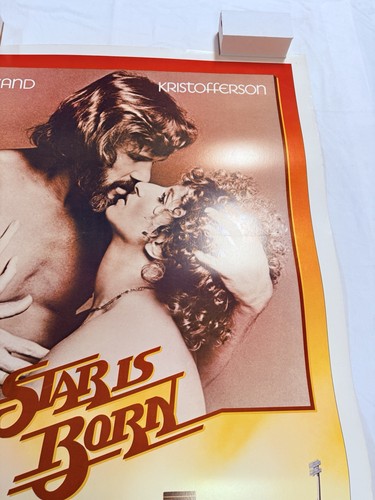 AND KRISTOFFERSON
STAR IS
BORN